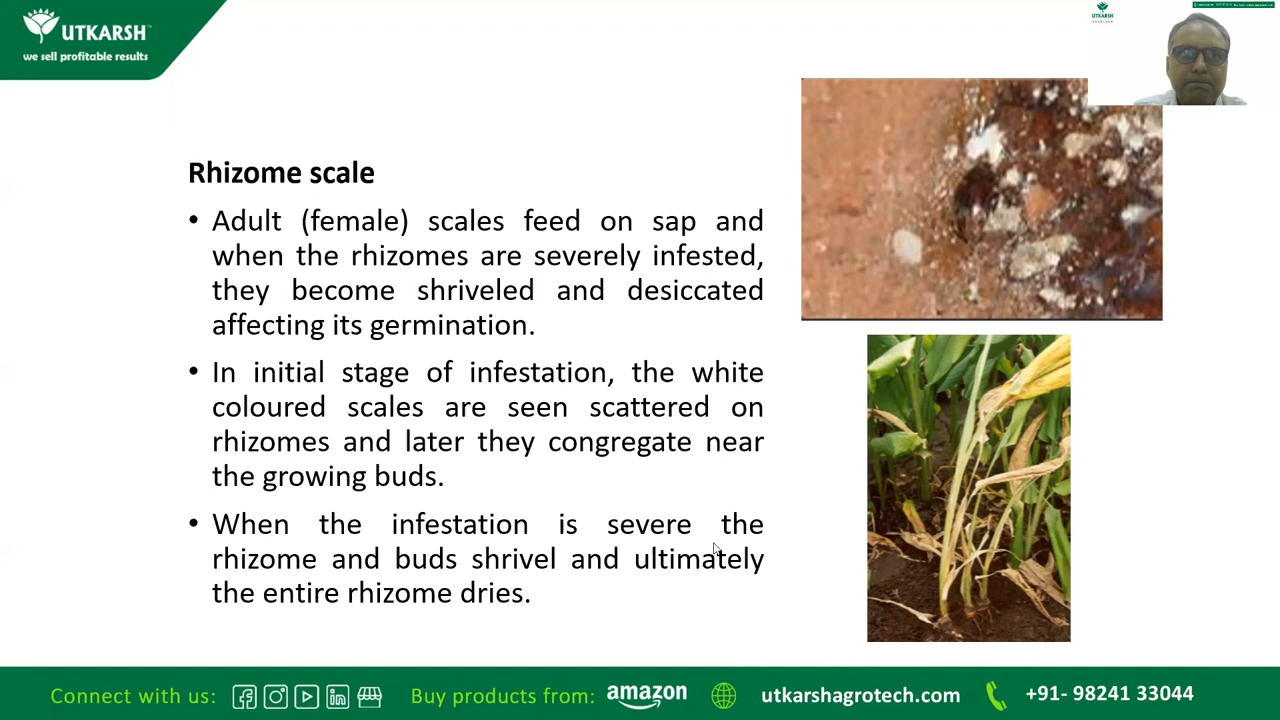 UTKARSH
we sell profitable results
UTKARSH
Rhizome scale
• Adult (female) scales feed on sap and
when the rhizomes are severely infested,
they become shriveled and desiccated
affecting its germination.
• In initial stage of infestation, the white
coloured scales are seen scattered on
rhizomes and later they congregate near
the growing buds.
• When the infestation is severe the
rhizome and buds shrivel and ultimately
the entire rhizome dries.
Connect with us: Buy products from: amazon utkarshagrotech.com +91- 98241 33044